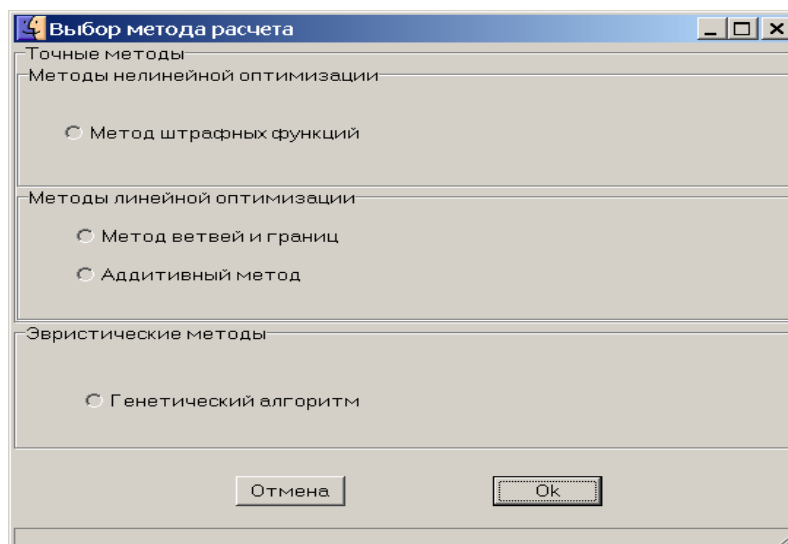 Выбор метода расчета
Точные методы
Методы нелинейной оптимизации
Метод штрафных функций
Методы линейной оптимизации
Метод ветвей и границ
Аддитивный метод
Эвристические методы
Генетический алгоритм
Отмена
Ok